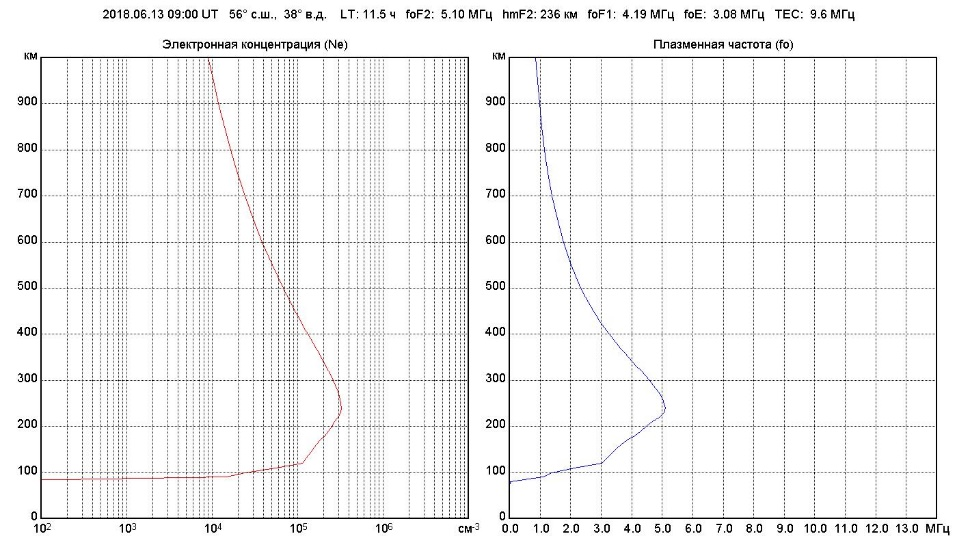 2018.06.13 09:00 UT 56° с.ш., 38° в.д. LT: 11.5 ч foF2: 5.10 МГц hmF2: 236 км foF1: 4.19 МГц foE: 3.08 МГц TEC: 9.6 МГц
Электронная концентрация (Ne)
км
900
800
700
600
500
400
300
200
100
0
10² 10³ 10⁴ 10⁵ 10⁶ см⁻³
Плазменная частота (fo)
км
900
800
700
600
500
400
300
200
100
0
0.0 1.0 2.0 3.0 4.0 5.0 6.0 7.0 8.0 9.0 10.0 11.0 12.0 13.0 МГц